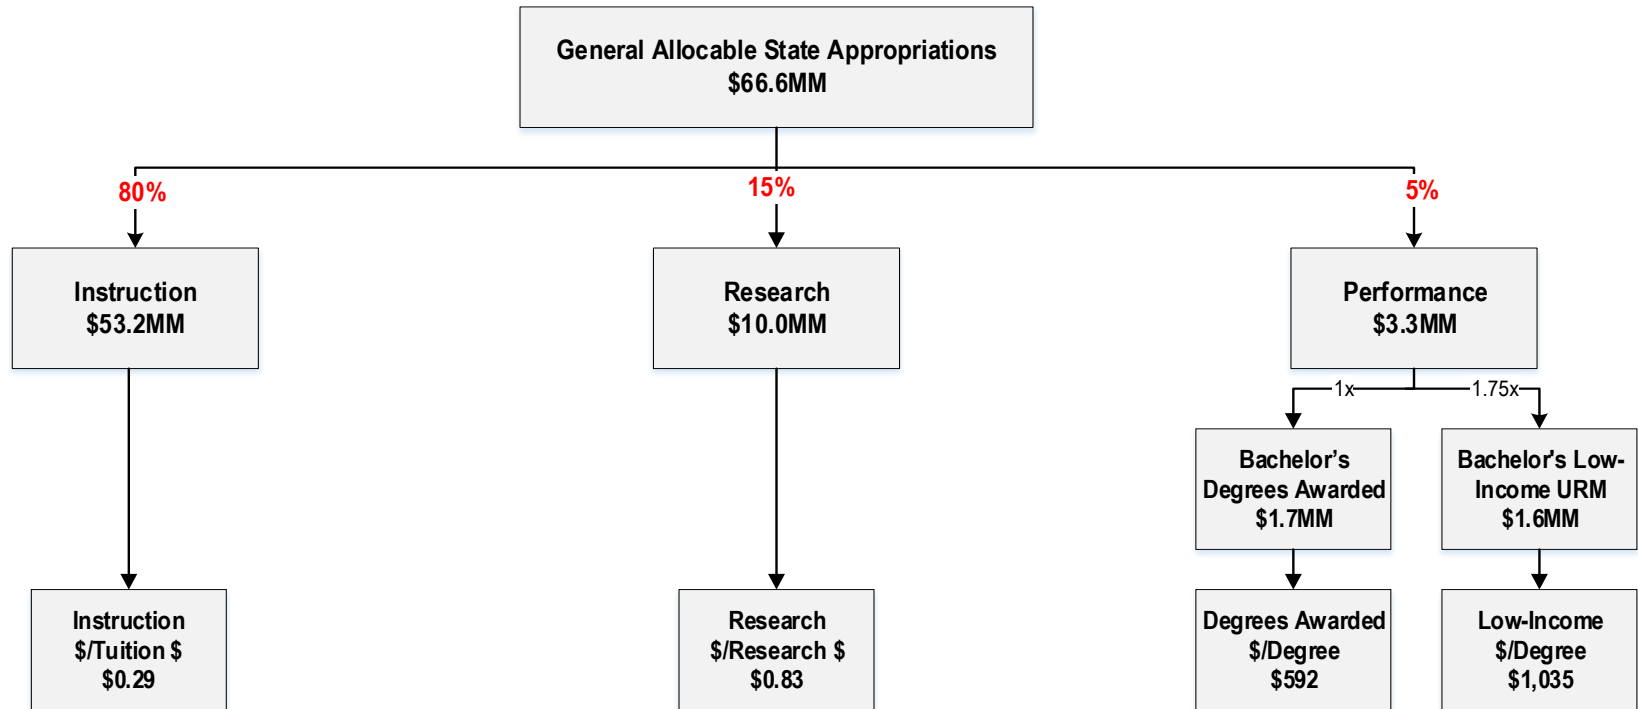 General Allocable State Appropriations
$66.6MM
80%
15%
5%
Instruction
$53.2MM
Research
$10.0MM
Performance
$3.3MM
1x
1.75x
Bachelor’s
Degrees Awarded
$1.7MM
Bachelor's Low-
Income URM
$1.6MM
Instruction
$/Tuition $
$0.29
Research
$/Research $
$0.83
Degrees Awarded
$/Degree
$592
Low-Income
$/Degree
$1,035